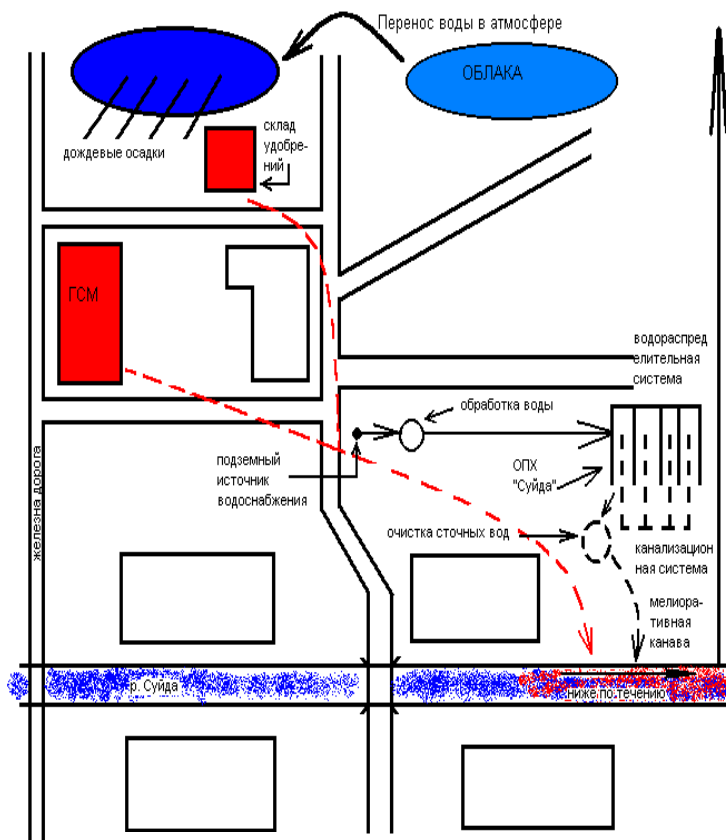 Перенос воды в атмосфере
ОБЛАКА
склад
удобре-
ний
дождевые осадки
ГСМ
водораспред
елительная
система
обработка воды
подземный
источник
водоснабжения
ОПХ
"Суйда"
железна дорога
очистка сточных вод
канализацион
ная система
мелиора-
тивная
канава
р. Суйда
ниже по течению